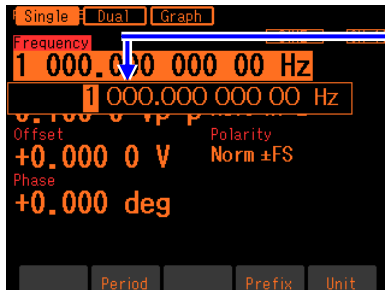 Single Dual Graph
Frequency
1 000.000 000 00 Hz
1 000.000 000 00 Hz
Offset Polarity
+0.000 0 V Norm ±FS
Phase
+0.000 deg
Period Prefix Unit